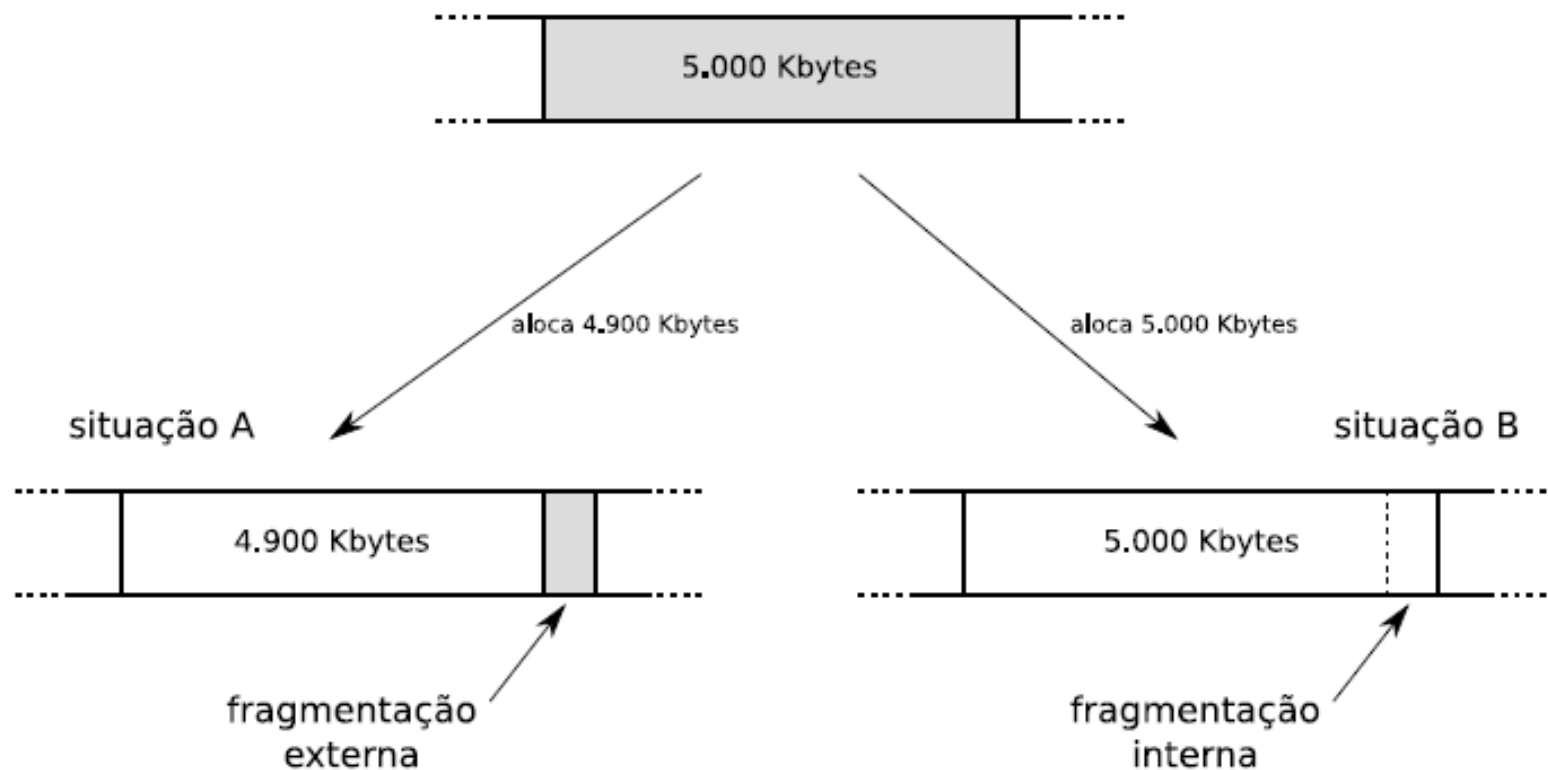 5.000 Kbytes
aloca 4.900 Kbytes
aloca 5.000 Kbytes
situação A
situação B
4.900 Kbytes
5.000 Kbytes
fragmentação
externa
fragmentação
interna